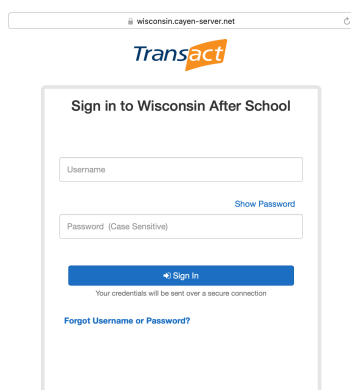 wisconsin.cayen-server.net
Transact
Sign in to Wisconsin After School
Username
Show Password
Password (Case Sensitive)
Sign In
Your credentials will be sent over a secure connection
Forgot Username or Password?